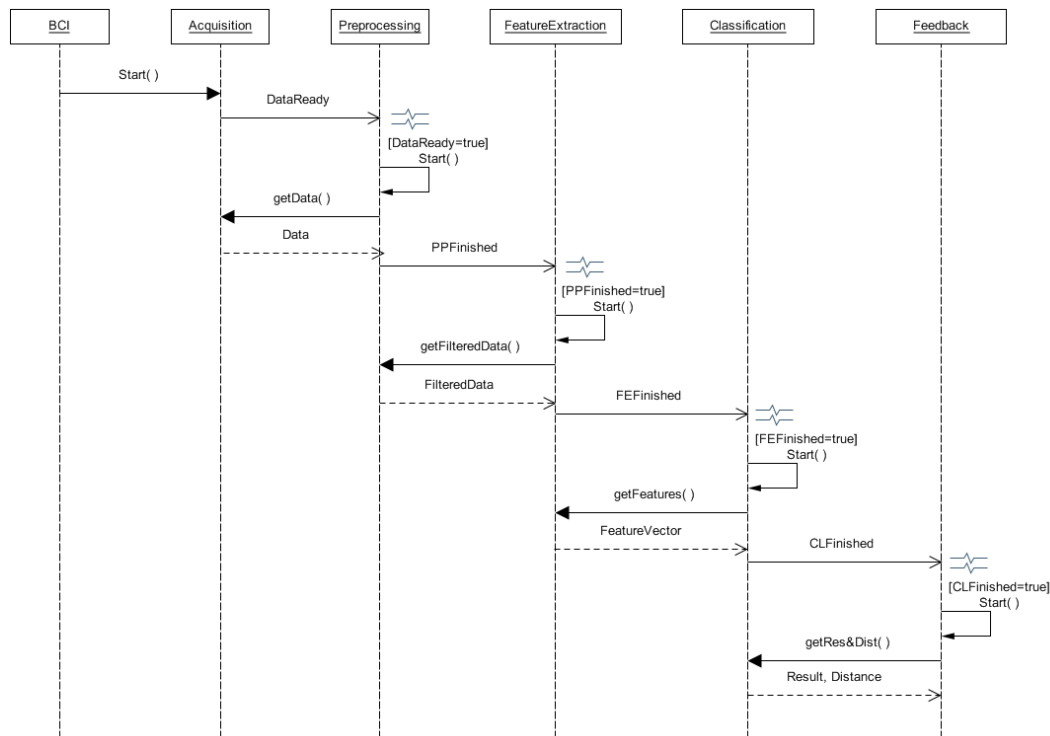 BCI
Acquisition
Preprocessing
FeatureExtraction
Classification
Feedback
Start( )
DataReady
[DataReady=true]
Start( )
getData( )
Data
PPFinished
[PPFinished=true]
Start( )
getFilteredData( )
FilteredData
FEFinished
[FEFinished=true]
Start( )
getFeatures( )
FeatureVector
CLFinished
[CLFinished=true]
Start( )
getRes&Dist( )
Result, Distance